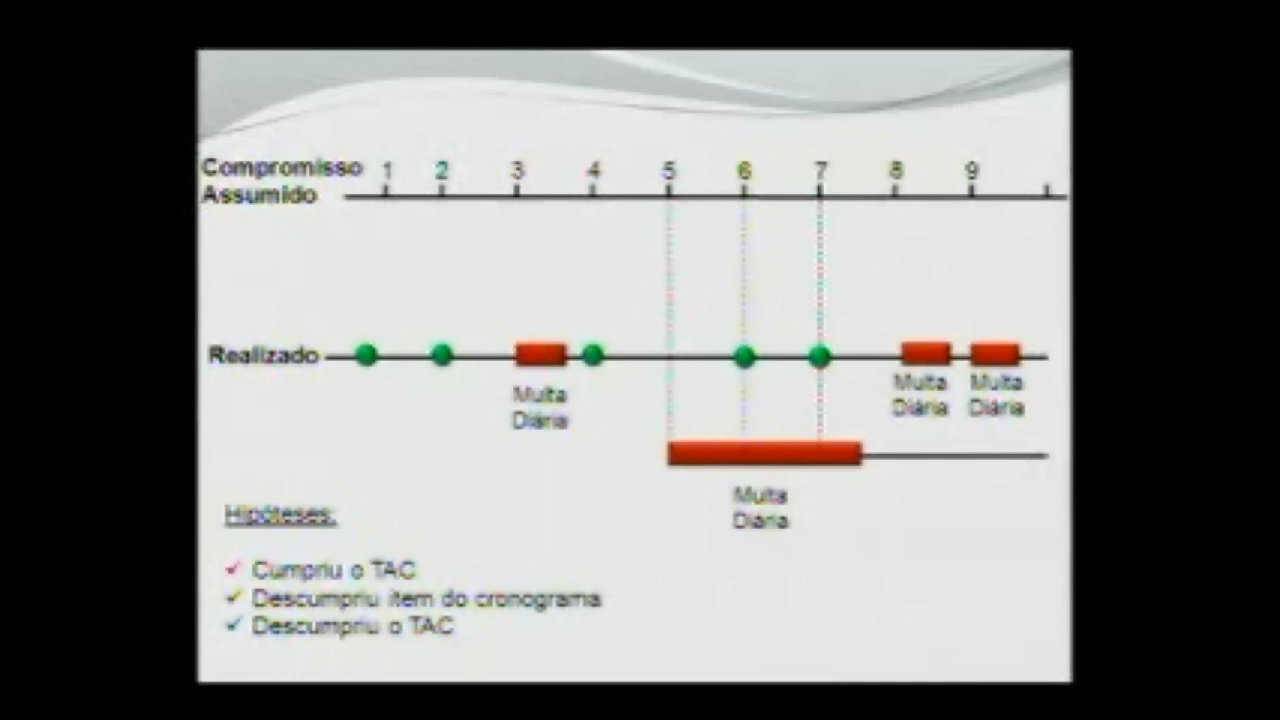 Compromisso 1 2 3 4 5 6 7 8 9
Assumido
Realizado
Multa
Diária
Multa
Diária
Multa
Diária
Multa
Diária
Hipóteses:
✓ Cumpriu o TAC
✓ Descumpriu item do cronograma
✓ Descumpriu o TAC